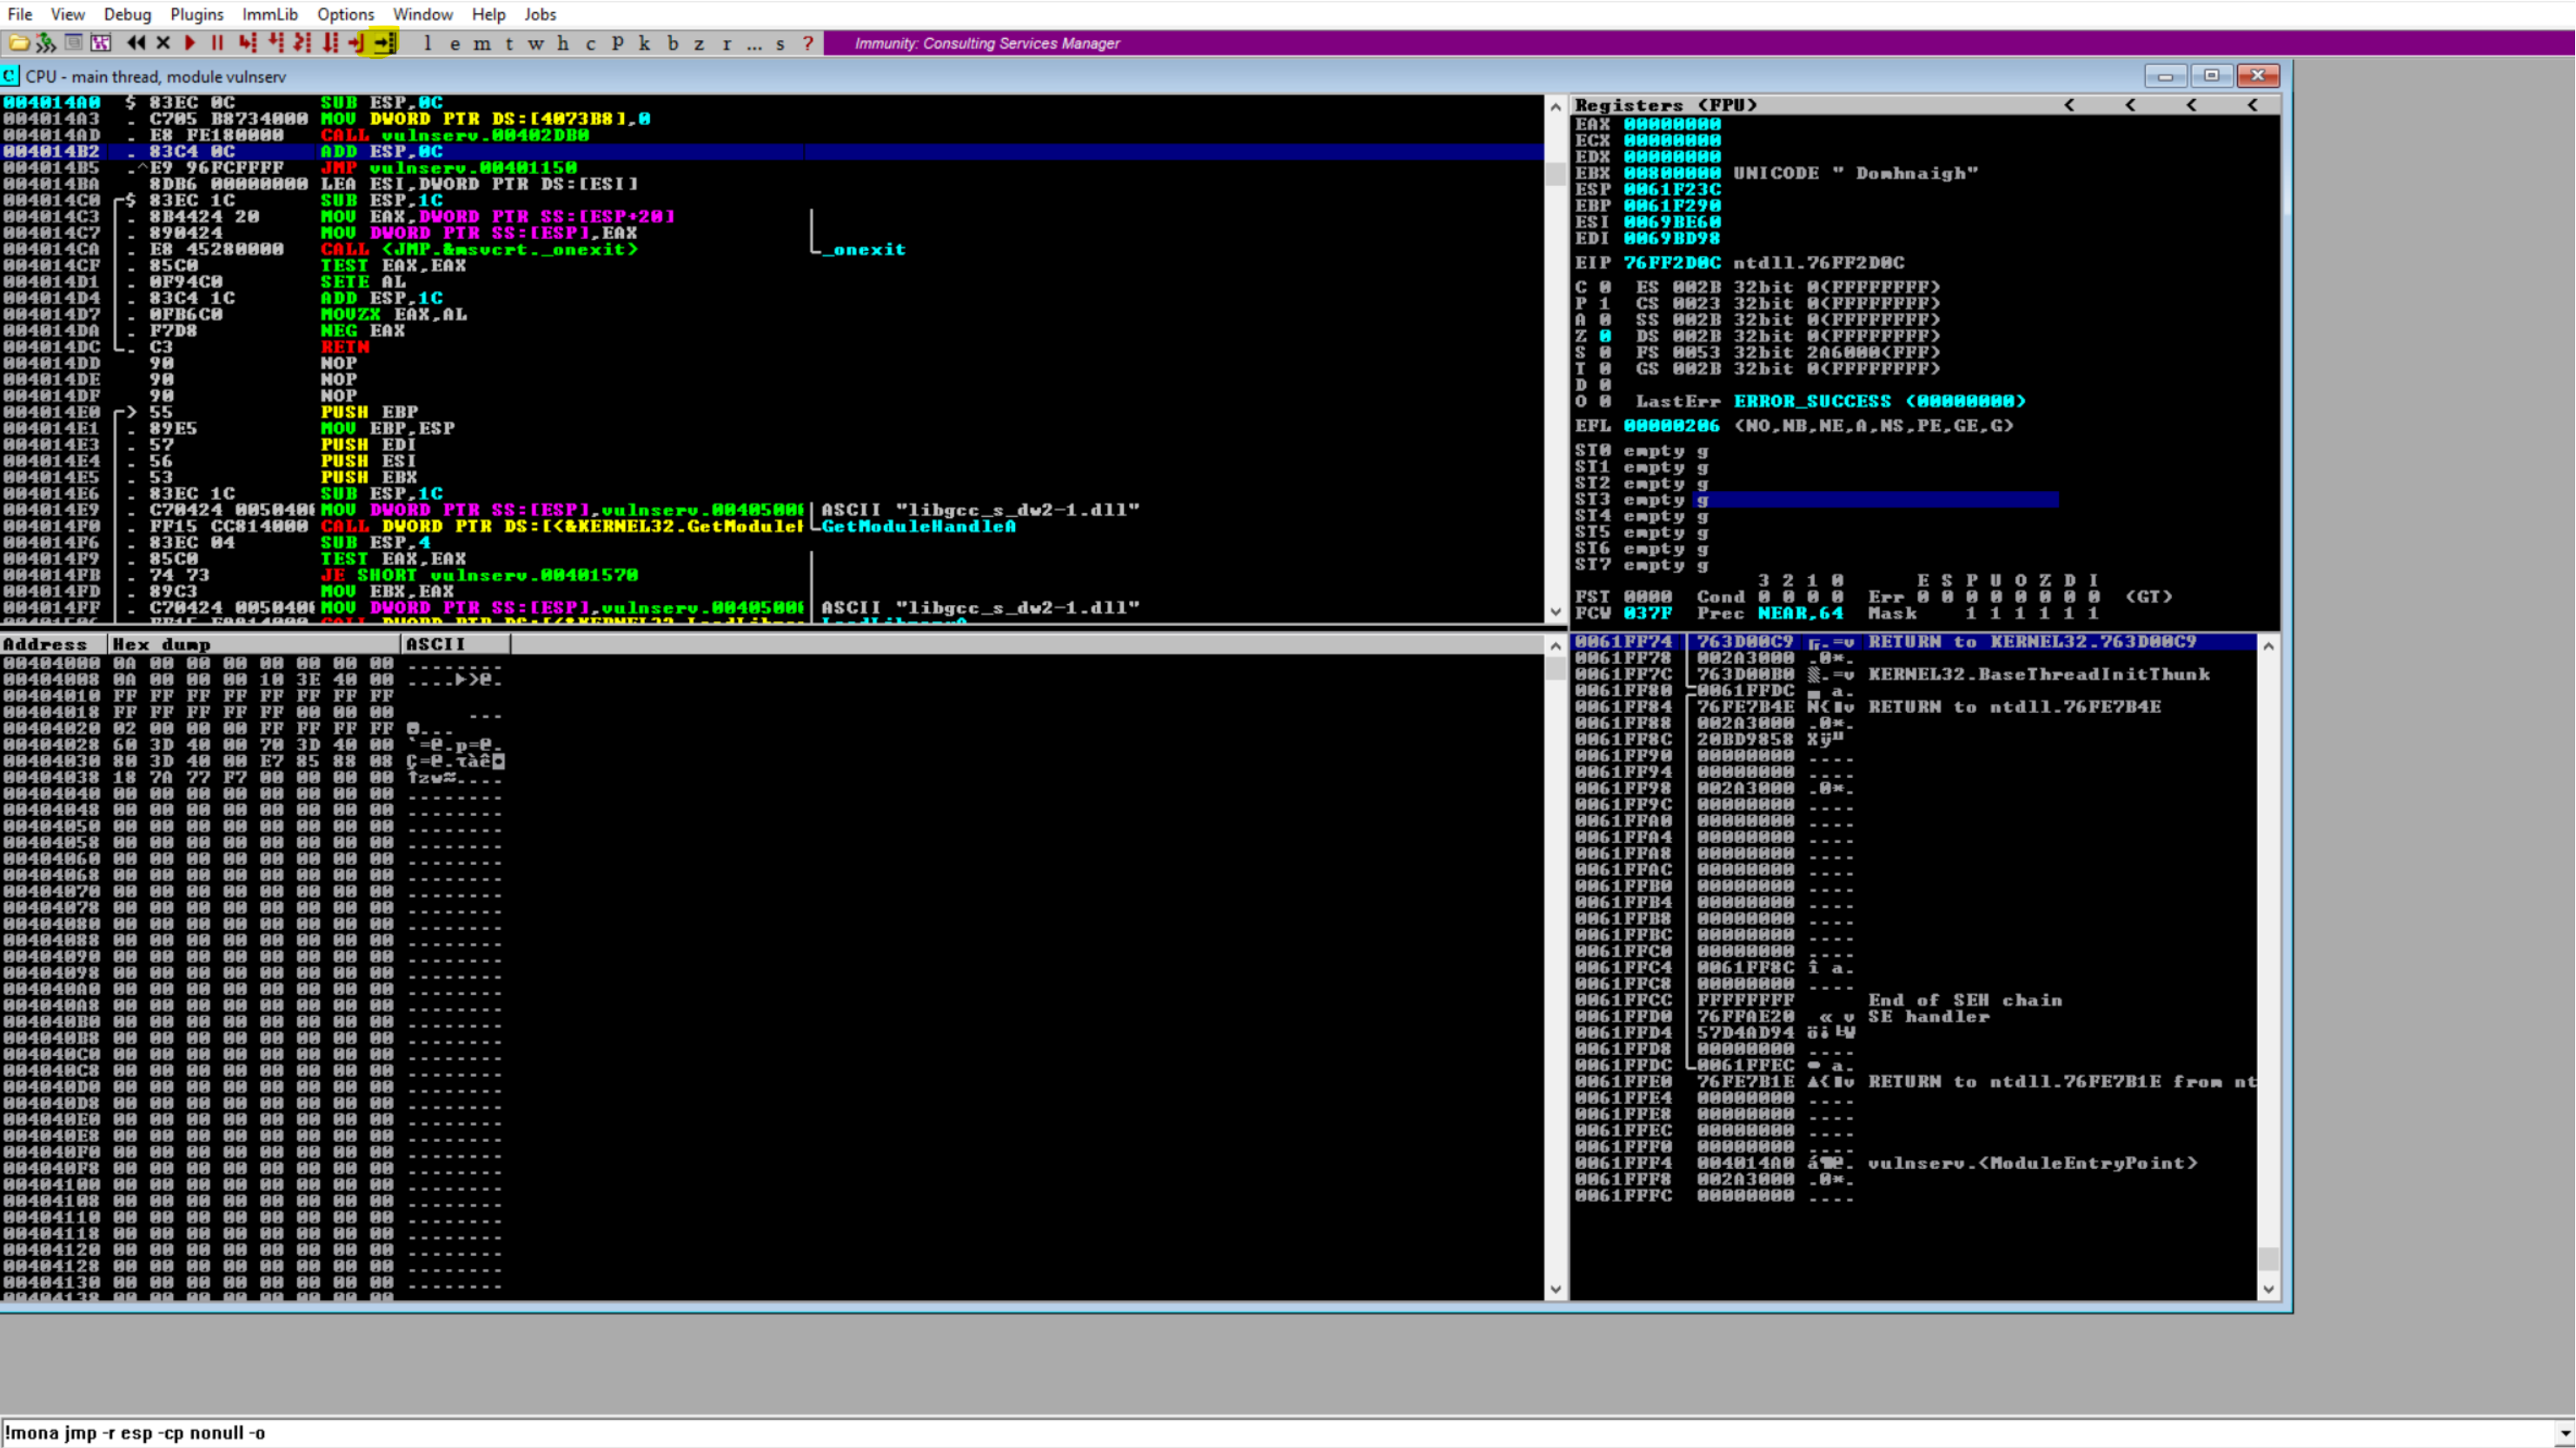 File View Debug Plugins ImmLib Options Window Help Jobs
l e m t w h c P k b z r ... s ? Immunity: Consulting Services Manager
C CPU - main thread, module vulnserv
004014A0 $ 83EC 0C SUB ESP,0C
004014A3 . C705 B8734000 MOV DWORD PTR DS:[4073B8],0
004014AD . E8 FE180000 CALL vulnserv.00402DB0
004014B2 . 83C4 0C ADD ESP,0C
004014B5 .^E9 96FCFFFF JMP vulnserv.00401150
004014BA 8DB6 00000000 LEA ESI,DWORD PTR DS:[ESI]
004014C0 $ 83EC 1C SUB ESP,1C
004014C3 . 8B4424 20 MOV EAX,DWORD PTR SS:[ESP+20]
004014C7 . 890424 MOV DWORD PTR SS:[ESP],EAX
004014CA . E8 45280000 CALL <JMP.&msvcrt._onexit> _onexit
004014CF . 85C0 TEST EAX,EAX
004014D1 . 0F94C0 SETE AL
004014D4 . 83C4 1C ADD ESP,1C
004014D7 . 0FB6C0 MOVZX EAX,AL
004014DA . F7D8 NEG EAX
004014DC . C3 RETN
004014DD 90 NOP
004014DE 90 NOP
004014DF 90 NOP
004014E0 > 55 PUSH EBP
004014E1 . 89E5 MOV EBP,ESP
004014E3 . 57 PUSH EDI
004014E4 . 56 PUSH ESI
004014E5 . 53 PUSH EBX
004014E6 . 83EC 1C SUB ESP,1C
004014E9 . C70424 0050400 MOV DWORD PTR SS:[ESP],vulnserv.0040500 ASCII "libgcc_s_dw2-1.dll"
004014F0 . FF15 CC814000 CALL DWORD PTR DS:[<&KERNEL32.GetModuleH GetModuleHandleA
004014F6 . 83EC 04 SUB ESP,4
004014F9 . 85C0 TEST EAX,EAX
004014FB . 74 73 JE SHORT vulnserv.00401570
004014FD . 89C3 MOV EBX,EAX
004014FF . C70424 0050400 MOV DWORD PTR SS:[ESP],vulnserv.0040500 ASCII "libgcc_s_dw2-1.dll"
Registers (FPU) < < < <
EAX 00000000
ECX 00000000
EDX 00000000
EBX 00800000 UNICODE " Domhnaigh"
ESP 0061F23C
EBP 0061F290
ESI 0069BE60
EDI 0069BD98
EIP 76FF2D0C ntdll.76FF2D0C
C 0 ES 002B 32bit 0(FFFFFFFF)
P 1 CS 0023 32bit 0(FFFFFFFF)
A 0 SS 002B 32bit 0(FFFFFFFF)
Z 0 DS 002B 32bit 0(FFFFFFFF)
S 0 FS 0053 32bit 2A6000(FFF)
T 0 GS 002B 32bit 0(FFFFFFFF)
D 0
O 0 LastErr ERROR_SUCCESS (00000000)
EFL 00000206 (NO,NB,NE,A,NS,PE,GE,G)
ST0 empty g
ST1 empty g
ST2 empty g
ST3 empty g
ST4 empty g
ST5 empty g
ST6 empty g
ST7 empty g
3 2 1 0 E S P U O Z D I
FST 0000 Cond 0 0 0 0 Err 0 0 0 0 0 0 0 0 (GT)
FCW 037F Prec NEAR,64 Mask 1 1 1 1 1 1
Address Hex dump ASCII
00404000 0A 00 00 00 00 00 00 00 ........
00404008 0A 00 00 00 10 3E 40 00 ....►>@.
00404010 FF FF FF FF FF FF FF FF
00404018 FF FF FF FF FF 00 00 00 ...
00404020 02 00 00 00 FF FF FF FF ...
00404028 60 3D 40 00 70 3D 40 00 `=@.p=@.
00404030 80 3D 40 00 E7 85 88 08 Ç=@.τàê◘
00404038 18 7A 77 F7 00 00 00 00 ↑zw≈....
00404040 00 00 00 00 00 00 00 00 ........
00404048 00 00 00 00 00 00 00 00 ........
00404050 00 00 00 00 00 00 00 00 ........
00404058 00 00 00 00 00 00 00 00 ........
00404060 00 00 00 00 00 00 00 00 ........
00404068 00 00 00 00 00 00 00 00 ........
00404070 00 00 00 00 00 00 00 00 ........
00404078 00 00 00 00 00 00 00 00 ........
00404080 00 00 00 00 00 00 00 00 ........
00404088 00 00 00 00 00 00 00 00 ........
00404090 00 00 00 00 00 00 00 00 ........
00404098 00 00 00 00 00 00 00 00 ........
004040A0 00 00 00 00 00 00 00 00 ........
004040A8 00 00 00 00 00 00 00 00 ........
004040B0 00 00 00 00 00 00 00 00 ........
004040B8 00 00 00 00 00 00 00 00 ........
004040C0 00 00 00 00 00 00 00 00 ........
004040C8 00 00 00 00 00 00 00 00 ........
004040D0 00 00 00 00 00 00 00 00 ........
004040D8 00 00 00 00 00 00 00 00 ........
004040E0 00 00 00 00 00 00 00 00 ........
004040E8 00 00 00 00 00 00 00 00 ........
004040F0 00 00 00 00 00 00 00 00 ........
004040F8 00 00 00 00 00 00 00 00 ........
00404100 00 00 00 00 00 00 00 00 ........
00404108 00 00 00 00 00 00 00 00 ........
00404110 00 00 00 00 00 00 00 00 ........
00404118 00 00 00 00 00 00 00 00 ........
00404120 00 00 00 00 00 00 00 00 ........
00404128 00 00 00 00 00 00 00 00 ........
00404130 00 00 00 00 00 00 00 00 ........
00404138 00 00 00 00 00 00 00 00
0061FF74 763D00C9 ╔.=v RETURN to KERNEL32.763D00C9
0061FF78 002A3000 .0*.
0061FF7C 763D00B0 ░.=v KERNEL32.BaseThreadInitThunk
0061FF80 0061FFDC ▄ a.
0061FF84 76FE7B4E N{■v RETURN to ntdll.76FE7B4E
0061FF88 002A3000 .0*.
0061FF8C 20BD9858 Xÿ╜
0061FF90 00000000 ....
0061FF94 00000000 ....
0061FF98 002A3000 .0*.
0061FF9C 00000000 ....
0061FFA0 00000000 ....
0061FFA4 00000000 ....
0061FFA8 00000000 ....
0061FFAC 00000000 ....
0061FFB0 00000000 ....
0061FFB4 00000000 ....
0061FFB8 00000000 ....
0061FFBC 00000000 ....
0061FFC0 00000000 ....
0061FFC4 0061FF8C î a.
0061FFC8 00000000 ....
0061FFCC FFFFFFFF End of SEH chain
0061FFD0 76FFAE20 « v SE handler
0061FFD4 57D4AD94 ö¡╘W
0061FFD8 00000000 ....
0061FFDC 0061FFEC a.
0061FFE0 76FE7B1E ▲{■v RETURN to ntdll.76FE7B1E from nt
0061FFE4 00000000 ....
0061FFE8 00000000 ....
0061FFEC 00000000 ....
0061FFF0 00000000 ....
0061FFF4 004014A0 á¶@. vulnserv.<ModuleEntryPoint>
0061FFF8 002A3000 .0*.
0061FFFC 00000000 ....
!mona jmp -r esp -cp nonull -o